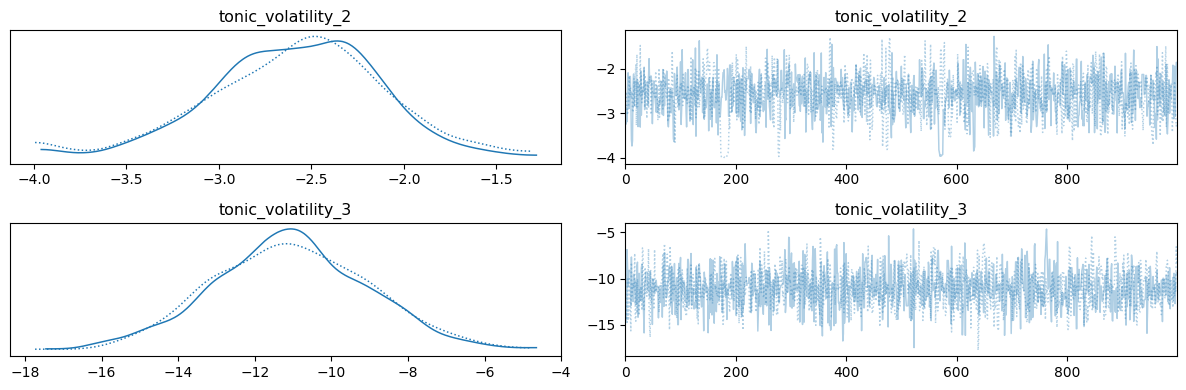 tonic_volatility_2
−4.0 −3.5 −3.0 −2.5 −2.0 −1.5
tonic_volatility_2
−2
−3
−4
0 200 400 600 800
tonic_volatility_3
−18 −16 −14 −12 −10 −8 −6 −4
tonic_volatility_3
−5
−10
−15
0 200 400 600 800